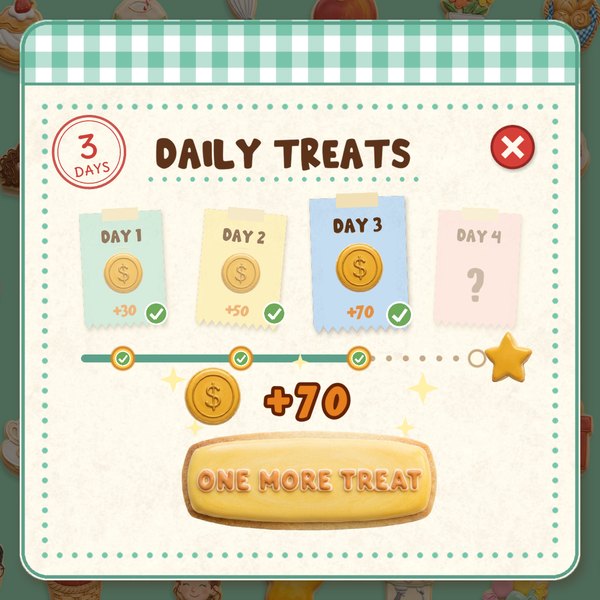 3
DAYS
DAILY TREATS
DAY 1
$
+30
DAY 2
$
+50
DAY 3
$
+70
DAY 4
?
$
+70
ONE MORE TREAT